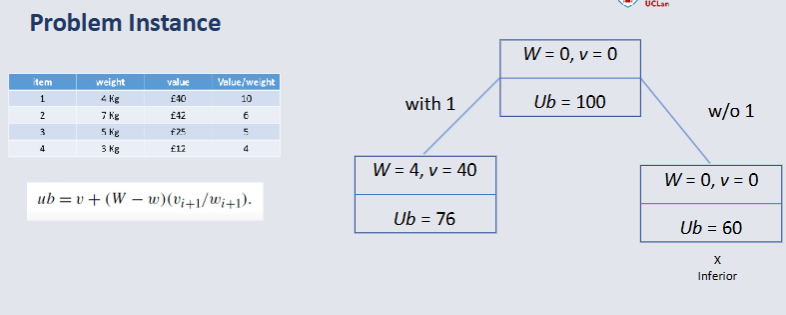 UCLan
Problem Instance
item weight value Value/weight
1 4 Kg £40 10
2 7 Kg £42 6
3 5 Kg £25 5
4 3 Kg £12 4
ub = v + (W − w)(vi+1/wi+1).
W = 0, v = 0
Ub = 100
with 1
w/o 1
W = 4, v = 40
Ub = 76
W = 0, v = 0
Ub = 60
X
Inferior